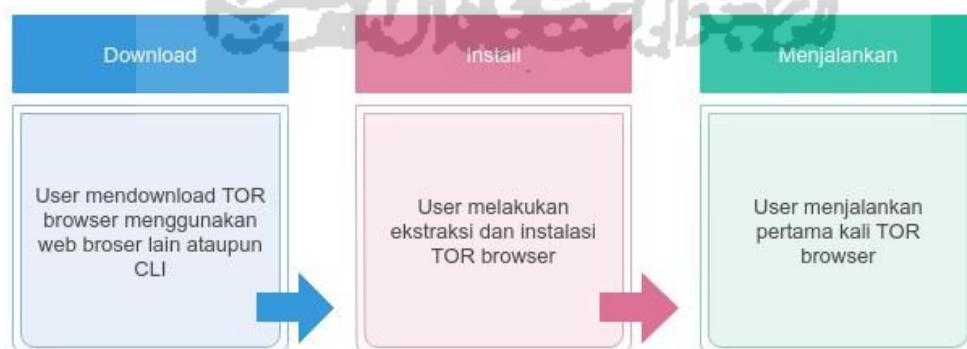 Download
Install
Menjalankan
User mendownload TOR
browser menggunakan
web broser lain ataupun
CLI
User melakukan
ekstraksi dan instalasi
TOR browser
User menjalankan
pertama kali TOR
browser